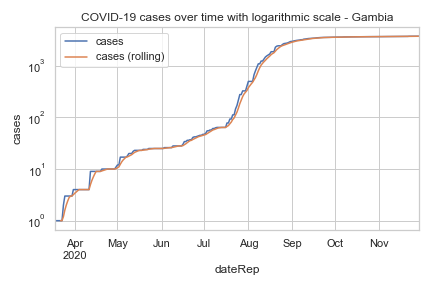 COVID-19 cases over time with logarithmic scale - Gambia
cases
cases (rolling)
10³
10²
10¹
10⁰
cases
Apr May Jun Jul Aug Sep Oct Nov
2020
dateRep